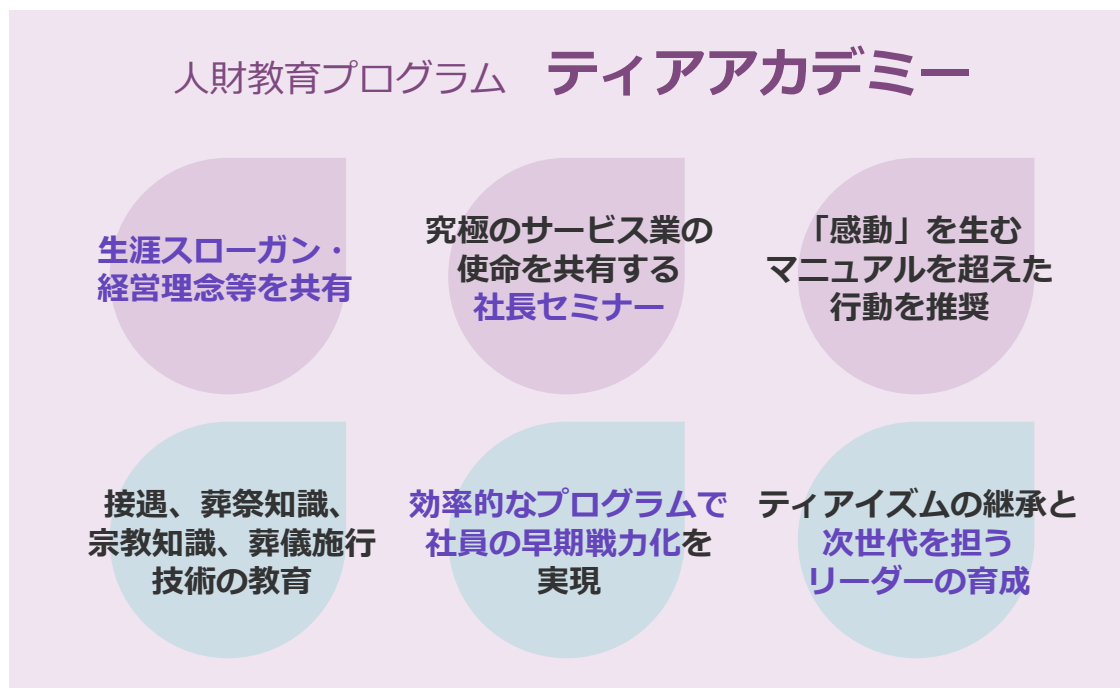 人財教育プログラム ティアアカデミー
生涯スローガン・
経営理念等を共有
究極のサービス業の
使命を共有する
社長セミナー
「感動」を生む
マニュアルを超えた
行動を推奨
接遇、葬祭知識、
宗教知識、葬儀施行
技術の教育
効率的なプログラムで
社員の早期戦力化を
実現
ティアイズムの継承と
次世代を担う
リーダーの育成